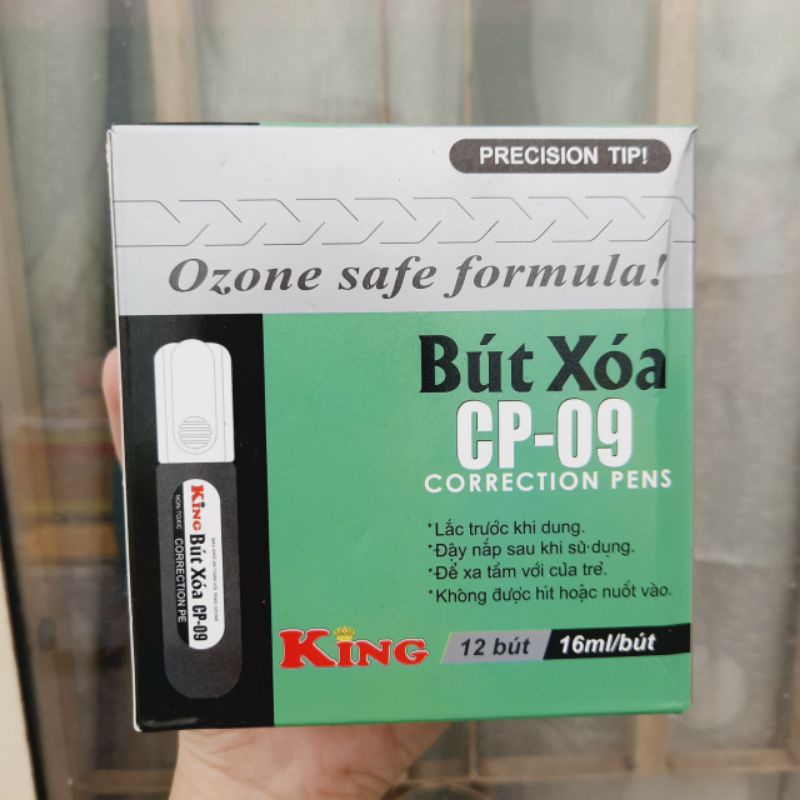 PRECISION TIP!
Ozone safe formula!
Bút Xóa
CP-09
CORRECTION PENS
*Lắc trước khi dung.
*Đậy nắp sau khi sử dụng.
*Để xa tẩm với của trẻ.
*Không được hít hoặc nuốt vào.
KING 12 bút 16ml/bút
KING Bút Xóa CP-09
NON-TOXIC
CORRECTION PE